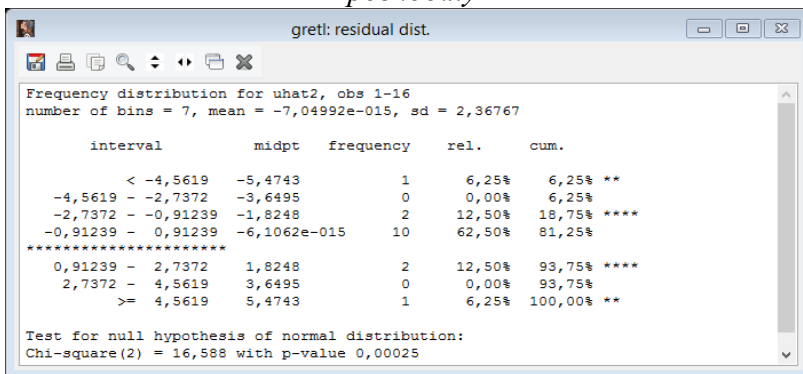 gretl: residual dist.
Frequency distribution for uhat2, obs 1-16
number of bins = 7, mean = -7,04992e-015, sd = 2,36767
interval midpt frequency rel. cum.
< -4,5619 -5,4743 1 6,25% 6,25% **
-4,5619 - -2,7372 -3,6495 0 0,00% 6,25%
-2,7372 - -0,91239 -1,8248 2 12,50% 18,75% ****
-0,91239 - 0,91239 -6,1062e-015 10 62,50% 81,25%
**********************
0,91239 - 2,7372 1,8248 2 12,50% 93,75% ****
2,7372 - 4,5619 3,6495 0 0,00% 93,75%
>= 4,5619 5,4743 1 6,25% 100,00% **
Test for null hypothesis of normal distribution:
Chi-square(2) = 16,588 with p-value 0,00025